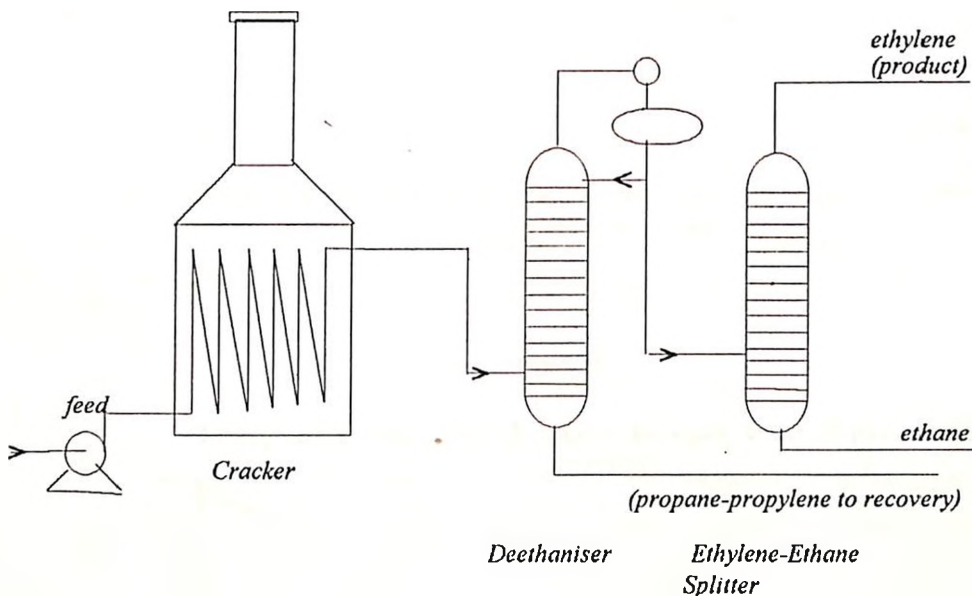 ethylene
(product)
feed
Cracker
ethane
(propane-propylene to recovery)
Deethaniser
Ethylene-Ethane
Splitter